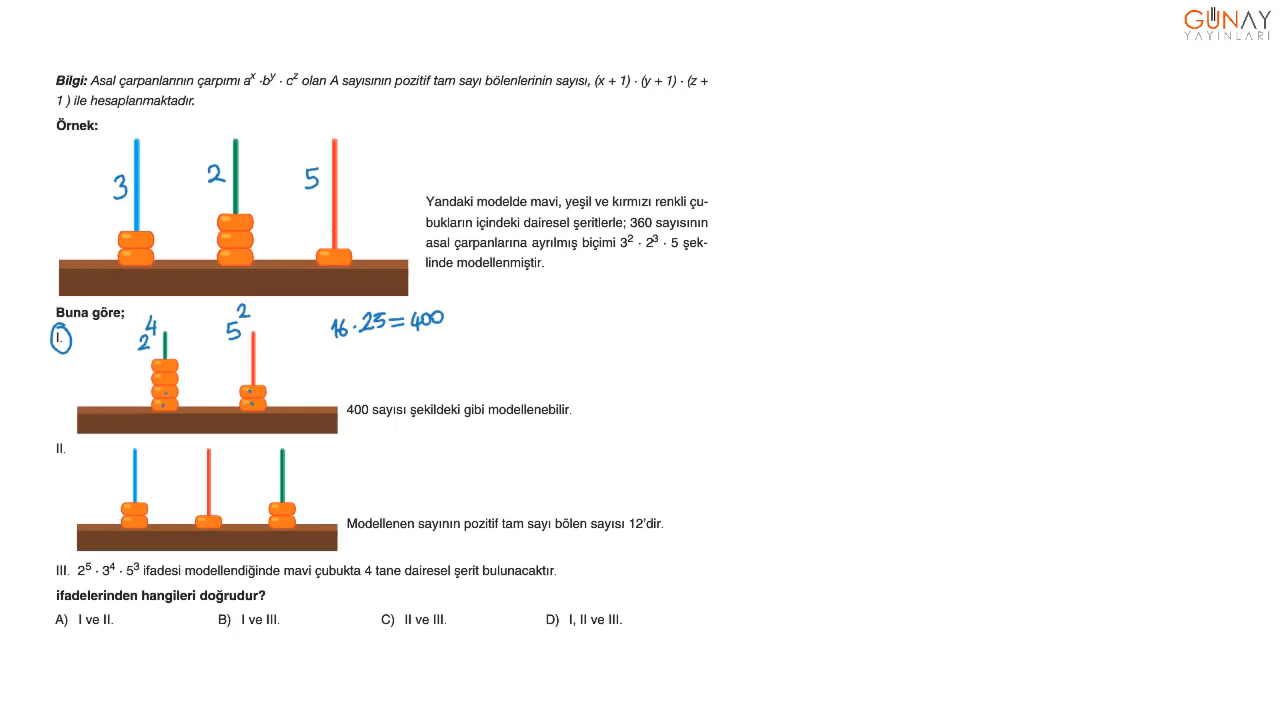 GÜNAY
YAYINLARI
Bilgi: Asal çarpanlarının çarpımı a^x ·b^y · c^z olan A sayısının pozitif tam sayı bölenlerinin sayısı, (x + 1) · (y + 1) · (z +
1 ) ile hesaplanmaktadır.
Örnek:
3 2 5
Yandaki modelde mavi, yeşil ve kırmızı renkli çu-
bukların içindeki dairesel şeritlerle; 360 sayısının
asal çarpanlarına ayrılmış biçimi 3² · 2³ · 5 şek-
linde modellenmiştir.
Buna göre;
I.
2⁴ 5² 16 · 25 = 400
400 sayısı şekildeki gibi modellenebilir.
II.
Modellenen sayının pozitif tam sayı bölen sayısı 12’dir.
III. 2⁵ · 3⁴ · 5³ ifadesi modellendiğinde mavi çubukta 4 tane dairesel şerit bulunacaktır.
ifadelerinden hangileri doğrudur?
A) I ve II. B) I ve III. C) II ve III. D) I, II ve III.